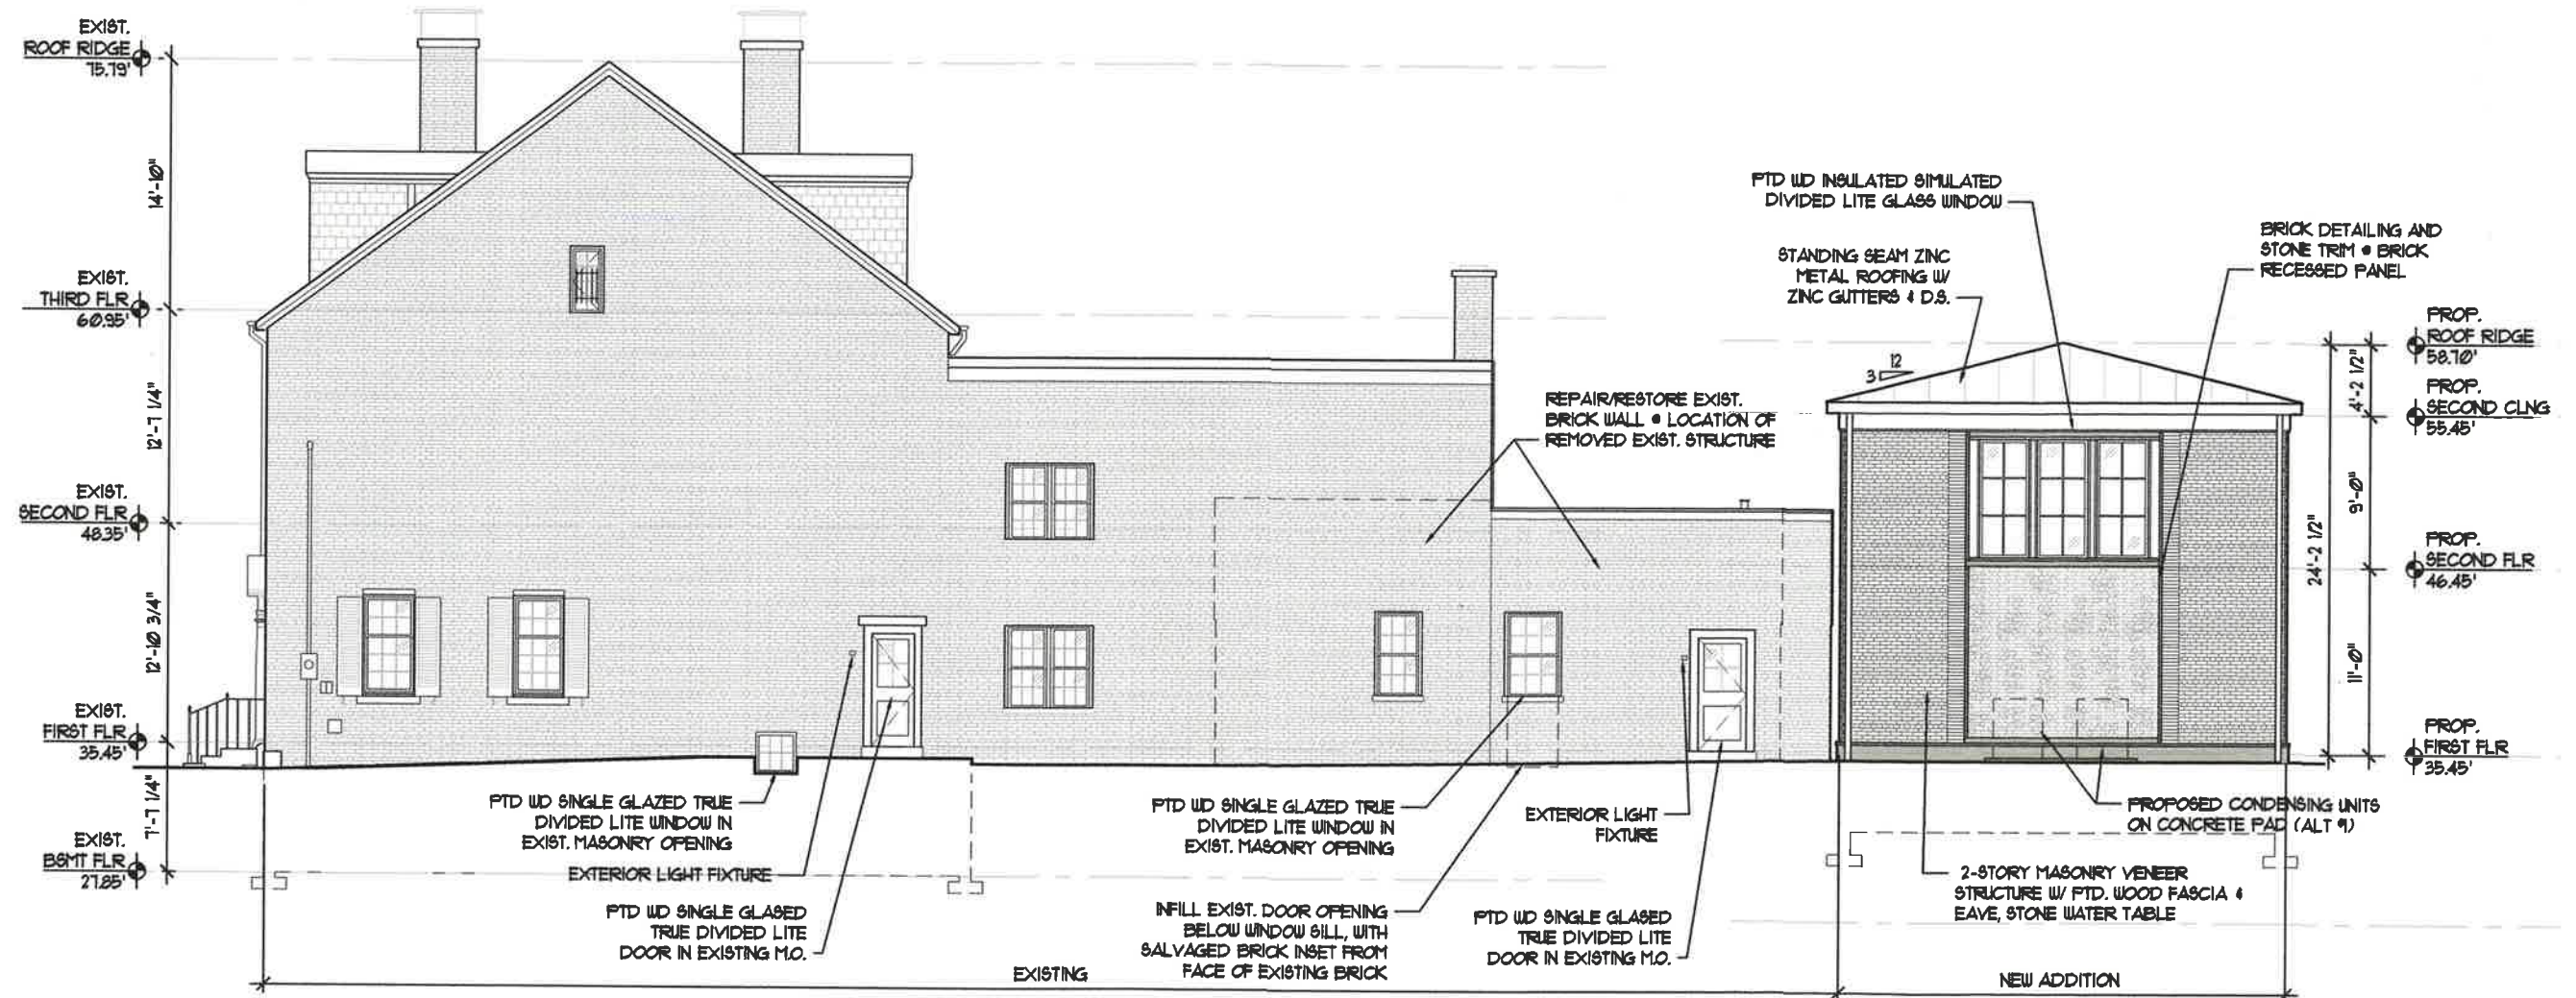 EXIST.
ROOF RIDGE
75.79'
14'-10"
EXIST.
THIRD FLR
60.95'
12'-7 1/4"
EXIST.
SECOND FLR
48.35'
12'-10 3/4"
EXIST.
FIRST FLR
35.45'
7'-7 1/4"
EXIST.
BSMT FLR
27.85'
PTD WD SINGLE GLAZED TRUE
DIVIDED LITE WINDOW IN
EXIST. MASONRY OPENING
EXTERIOR LIGHT FIXTURE
PTD WD SINGLE GLASED
TRUE DIVIDED LITE
DOOR IN EXISTING M.O.
PTD WD SINGLE GLAZED TRUE
DIVIDED LITE WINDOW IN
EXIST. MASONRY OPENING
INFILL EXIST. DOOR OPENING
BELOW WINDOW SILL, WITH
SALVAGED BRICK INSET FROM
FACE OF EXISTING BRICK
EXTERIOR LIGHT
FIXTURE
PTD WD SINGLE GLASED
TRUE DIVIDED LITE
DOOR IN EXISTING M.O.
REPAIR/RESTORE EXIST.
BRICK WALL @ LOCATION OF
REMOVED EXIST. STRUCTURE
PTD WD INSULATED SIMULATED
DIVIDED LITE GLASS WINDOW
STANDING SEAM ZINC
METAL ROOFING W/
ZINC GUTTERS & D.S.
12
3
BRICK DETAILING AND
STONE TRIM @ BRICK
RECESSED PANEL
PROP.
ROOF RIDGE
58.70'
4'-2 1/2"
PROP.
SECOND CLNG
55.45'
9'-0"
24'-2 1/2"
PROP.
SECOND FLR
46.45'
11'-0"
PROP.
FIRST FLR
35.45'
PROPOSED CONDENSING UNITS
ON CONCRETE PAD (ALT #1)
2-STORY MASONRY VENEER
STRUCTURE W/ PTD. WOOD FASCIA &
EAVE, STONE WATER TABLE
EXISTING
NEW ADDITION